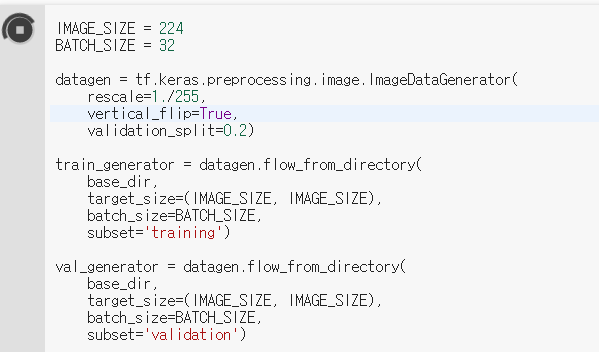 IMAGE_SIZE = 224
BATCH_SIZE = 32

datagen = tf.keras.preprocessing.image.ImageDataGenerator(
    rescale=1./255,
    vertical_flip=True,
    validation_split=0.2)

train_generator = datagen.flow_from_directory(
    base_dir,
    target_size=(IMAGE_SIZE, IMAGE_SIZE),
    batch_size=BATCH_SIZE,
    subset='training')

val_generator = datagen.flow_from_directory(
    base_dir,
    target_size=(IMAGE_SIZE, IMAGE_SIZE),
    batch_size=BATCH_SIZE,
    subset='validation')